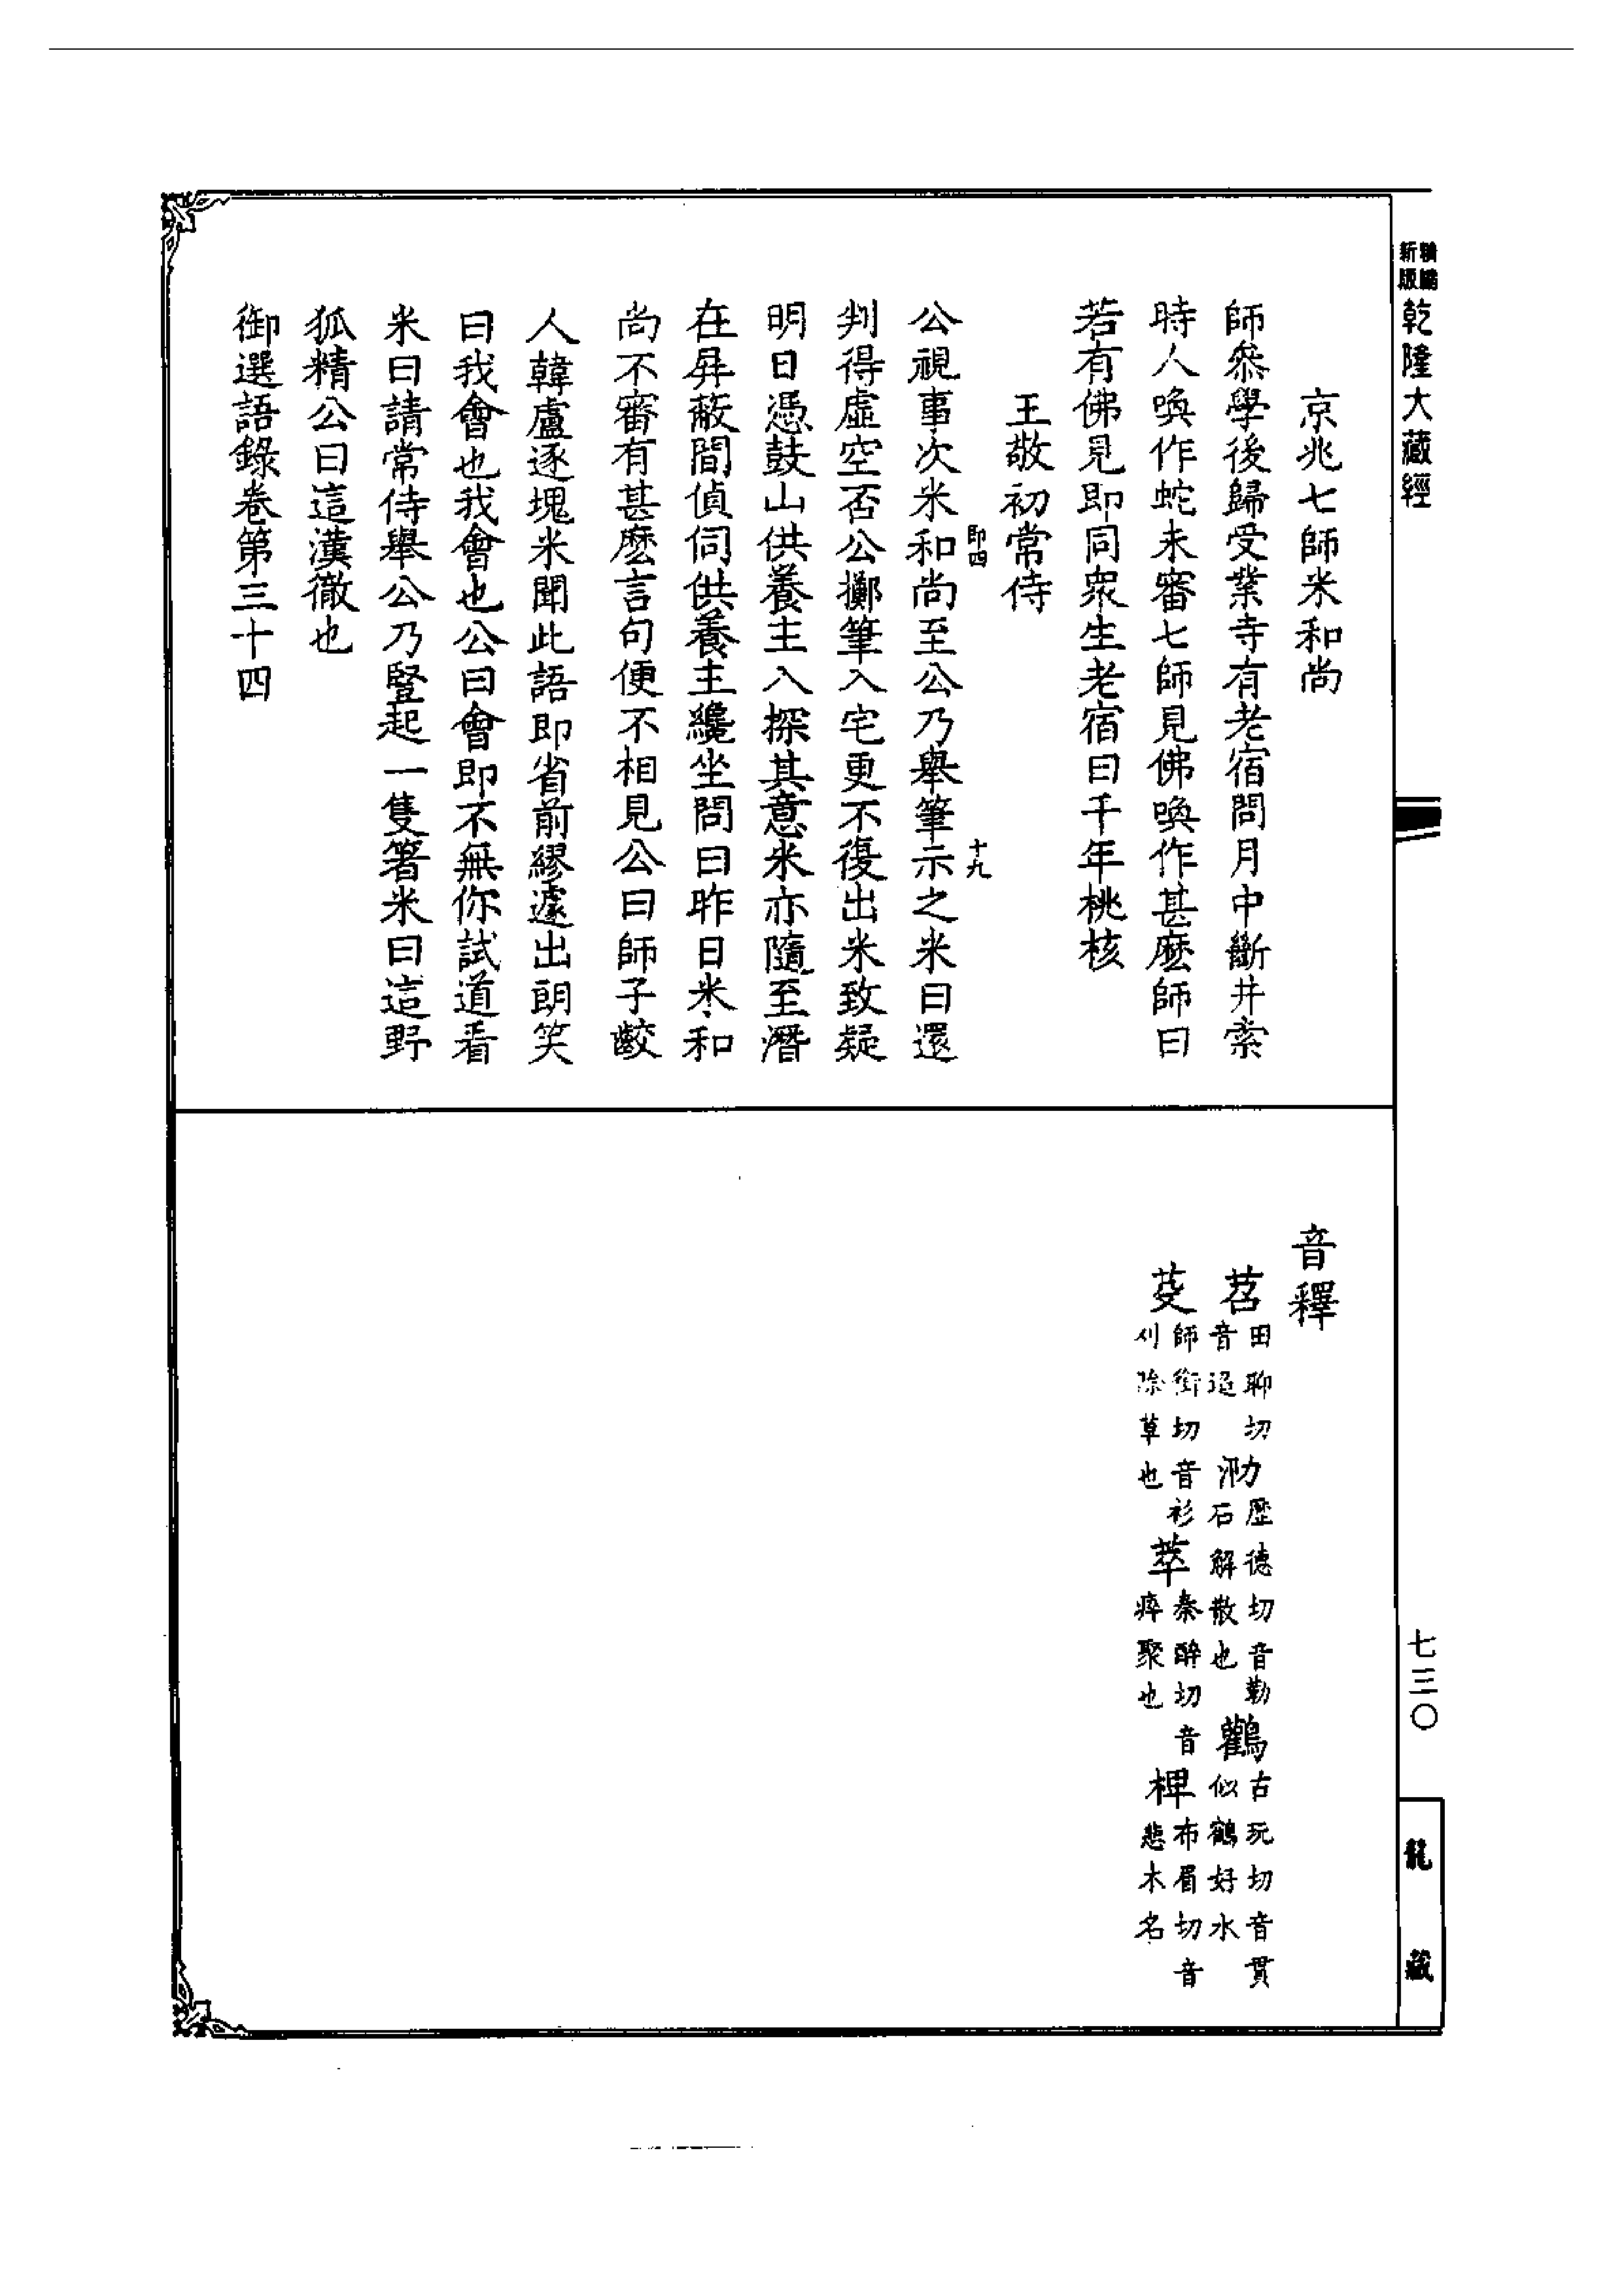 新版
乾隆大藏經
京兆七師米和尚
師叅學後歸受業寺有老宿問月中斷井索
時人喚作蛇未審七師見佛喚作甚麽師曰
若有佛見即同衆生老宿曰千年桃核
王敬初常侍
即四
十九
公視事次米和尚至公乃舉筆示之米曰還
判得虛空否公擲筆入宅更不復出米致疑
明日憑鼓山供養主入探其意米亦隨至潛
在屛蔽間偵伺供養主纔坐問曰昨日米和
尚不審有甚麽言句便不相見公曰師子齩
人韓盧逐塊米聞此語即省前繆遽出朗笑
曰我會也我會也公曰會即不無你試道看
米曰請常侍舉公乃豎起一隻箸米曰這野
狐精公曰這漢徹也
御選語錄卷第三十四
音釋
苕田聊切音迢 泐歷德切音勒石解散也 鸛古玩切音貫似鶴好水
芟師銜切音衫刈除草也 萃秦醉切音瘁聚也 椑布眉切音悲木名
七三〇
龍藏